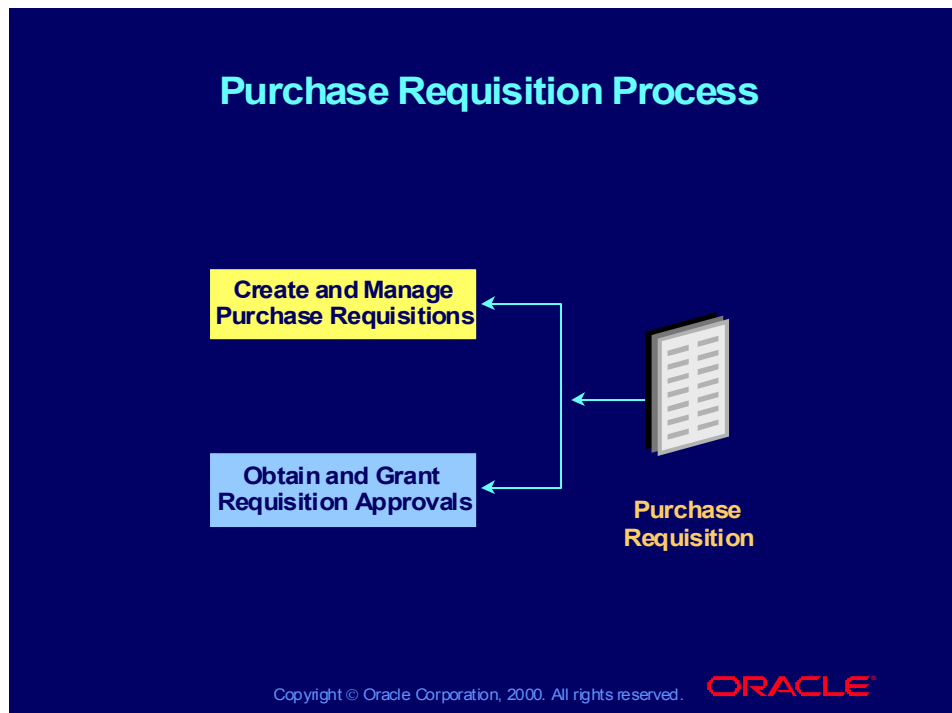 Purchase Requisition Process
Create and Manage
Purchase Requisitions
Obtain and Grant
Requisition Approvals
Purchase
Requisition
Copyright © Oracle Corporation, 2000. All rights reserved.
ORACLE®